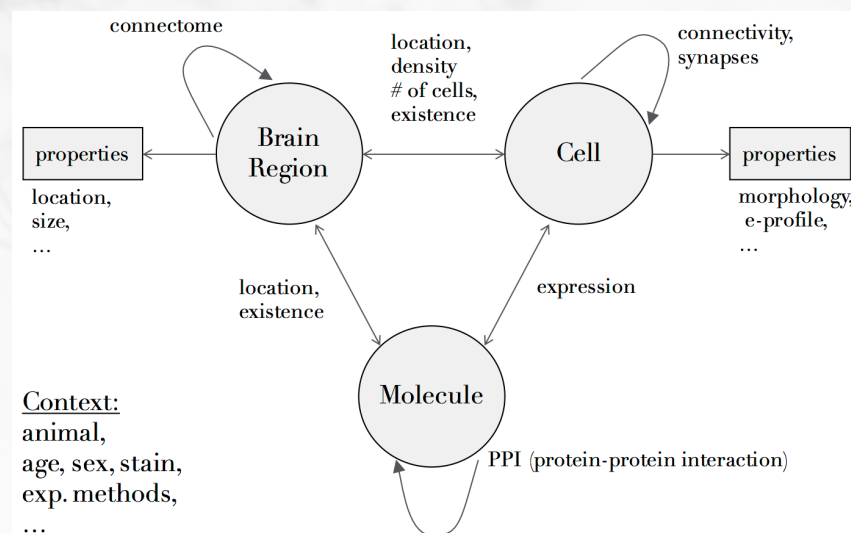 connectome
location,
density
# of cells,
existence
connectivity,
synapses
properties
Brain
Region
Cell
properties
location,
size,
...
morphology,
e-profile,
...
location,
existence
expression
Molecule
Context:
animal,
age, sex, stain,
exp. methods,
...
PPI (protein-protein interaction)